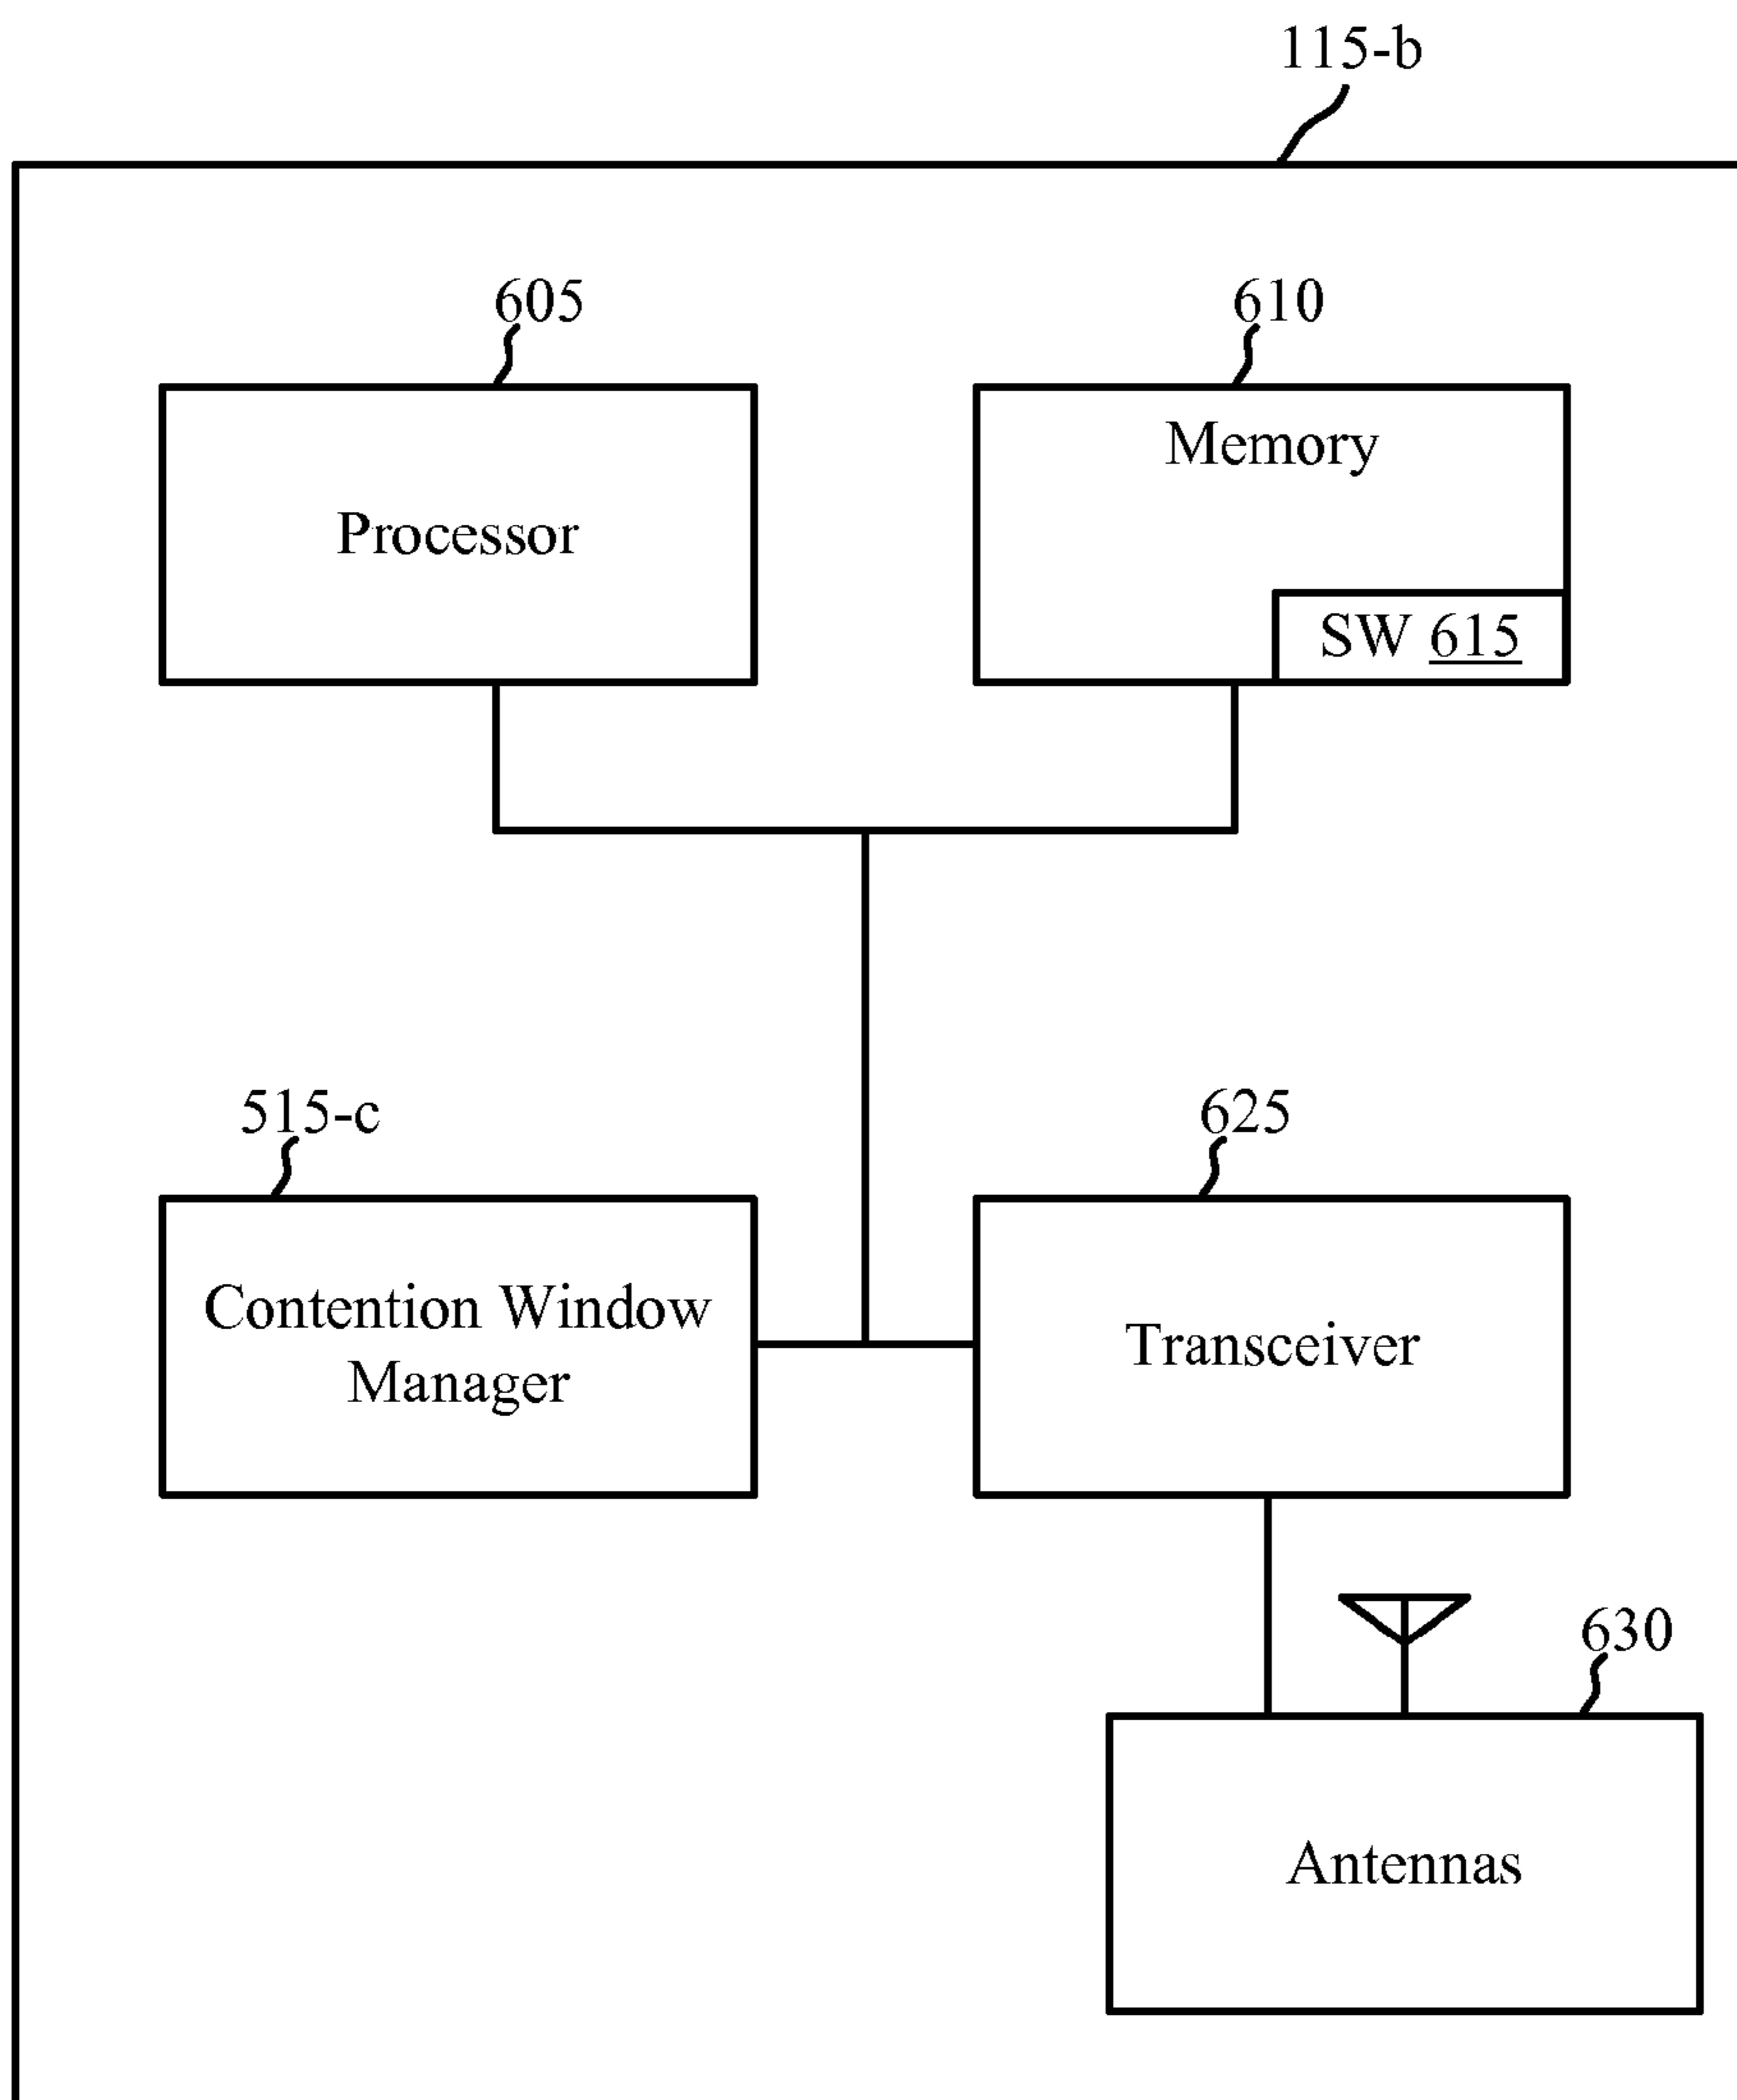 115-b
605
610
Processor
Memory
SW 615
515-c
625
Contention Window
Manager
Transceiver
630
Antennas